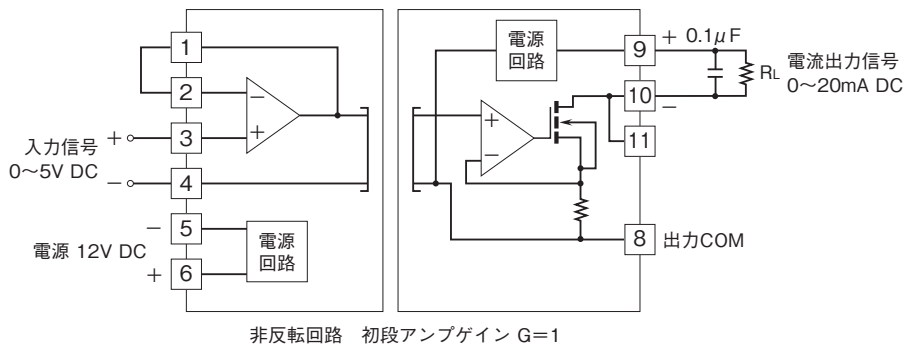 1
2
3
4
5
6
+
−
入力信号
0～5V DC
−
+
電源 12V DC
−
+
電源
回路
電源
回路
+
−
9
10
11
8
+ 0.1μF
−
RL
電流出力信号
0～20mA DC
出力COM
非反転回路 初段アンプゲイン G=1